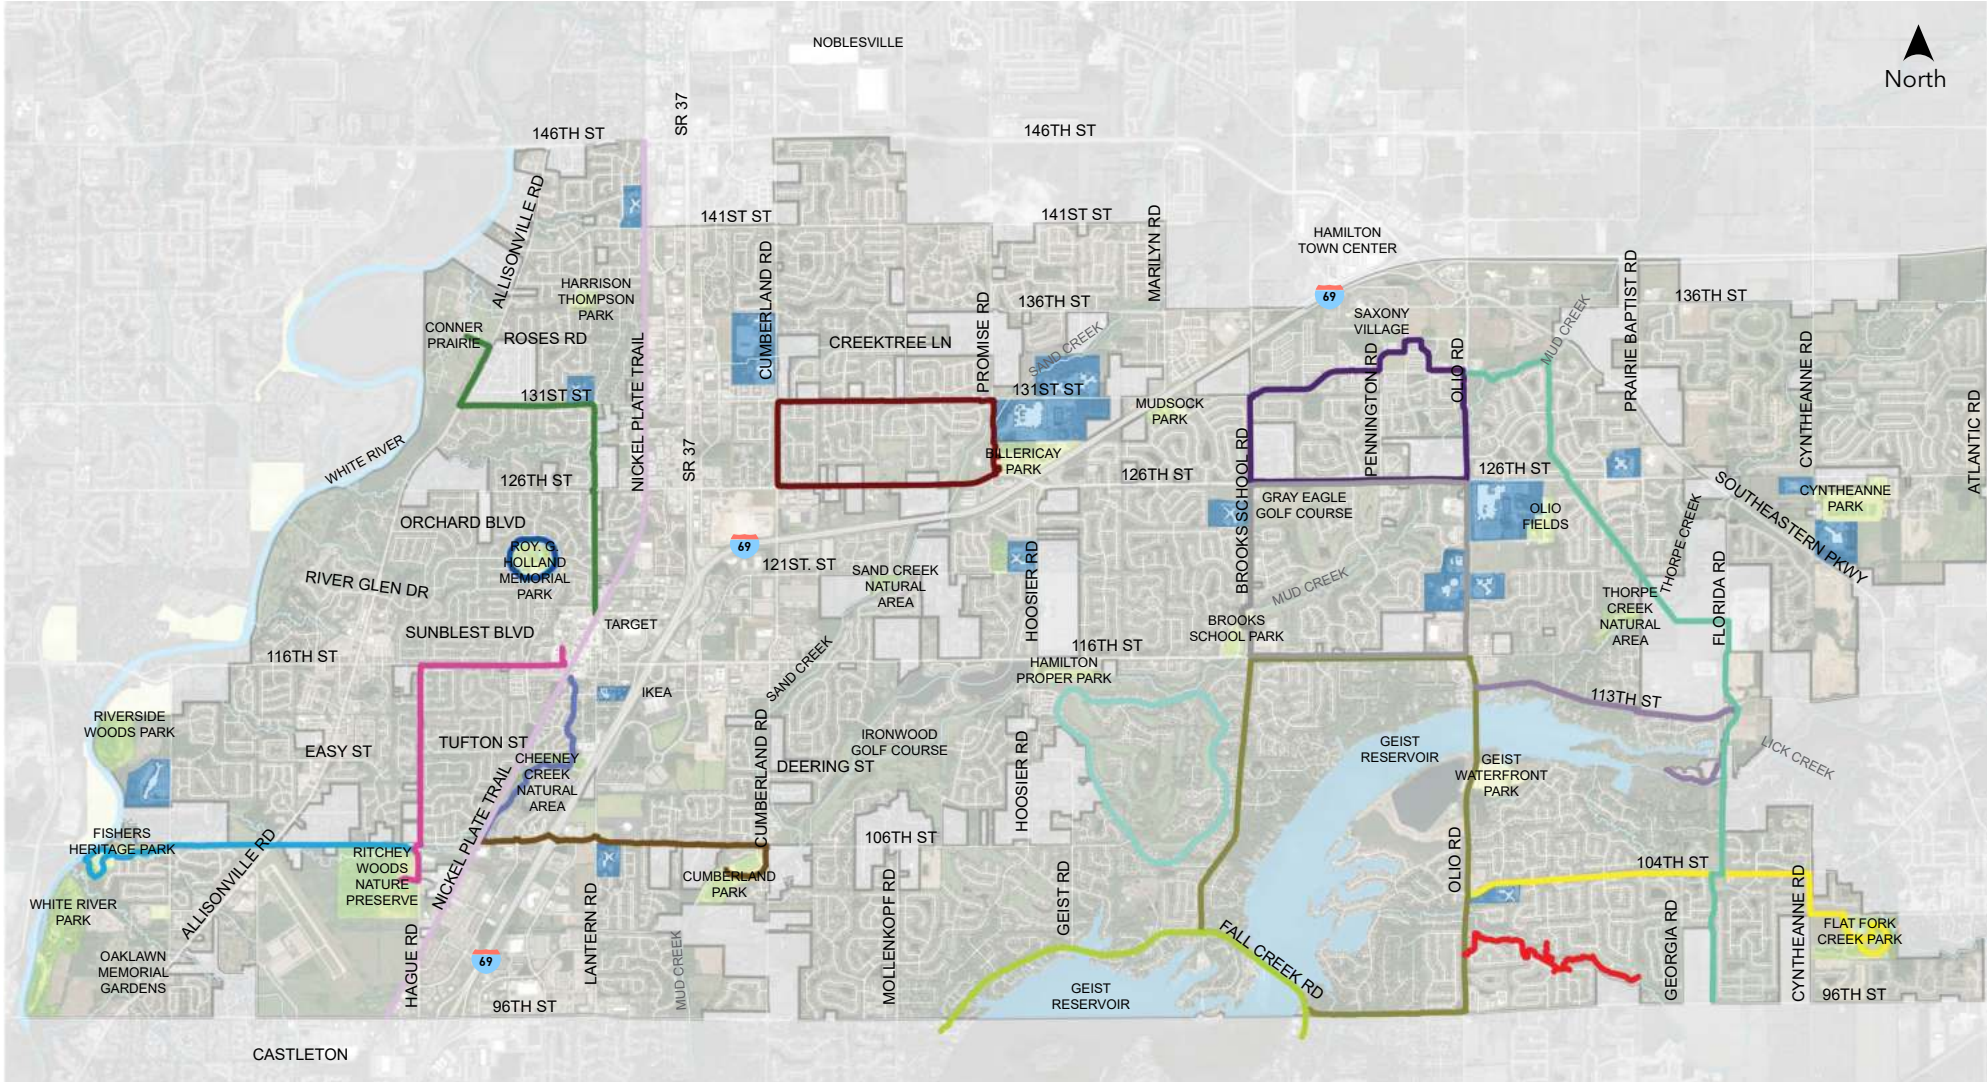 NOBLESVILLE
North
SR 37
146TH ST
146TH ST
ALLISONVILLE RD
141ST ST
141ST ST
MARILYN RD
HAMILTON
TOWN CENTER
CUMBERLAND RD
PRAIRIE BAPTIST RD
HARRISON
THOMPSON
PARK
PROMISE RD
136TH ST
69
136TH ST
CONNER
PRAIRIE
ROSES RD
NICKEL PLATE TRAIL
CREEKTREE LN
SAND CREEK
SAXONY
VILLAGE
MUD CREEK
PENNINGTON RD
OLIO RD
CYNTHEANNE RD
131ST ST
131ST ST
MUDSOCK
PARK
ATLANTIC RD
WHITE RIVER
SR 37
BILLERICAY
PARK
BROOKS SCHOOL RD
126TH ST
126TH ST
126TH ST
SOUTHEASTERN PKWY
CYNTHEANNE
PARK
GRAY EAGLE
GOLF COURSE
OLIO
FIELDS
ORCHARD BLVD
THORPE CREEK
ROY. G.
HOLLAND
MEMORIAL
PARK
69
121ST. ST
SAND CREEK
NATURAL
AREA
HOOSIER RD
FLORIDA RD
RIVER GLEN DR
MUD CREEK
THORPE
CREEK
NATURAL
AREA
SUNBLEST BLVD
TARGET
BROOKS
SCHOOL PARK
116TH ST
116TH ST
SAND CREEK
HAMILTON
PROPER PARK
IKEA
113TH ST
RIVERSIDE
WOODS PARK
CUMBERLAND RD
EASY ST
TUFTON ST
IRONWOOD
GOLF COURSE
HOOSIER RD
GEIST
RESERVOIR
LICK CREEK
CHEENEY
CREEK
NATURAL
AREA
DEERING ST
GEIST
WATERFRONT
PARK
NICKEL PLATE TRAIL
FISHERS
HERITAGE PARK
ALLISONVILLE RD
106TH ST
OLIO RD
RITCHEY
WOODS
NATURE
PRESERVE
104TH ST
CUMBERLAND
PARK
GEIST RD
MOLLENKOPF RD
CYNTHEANNE RD
WHITE RIVER
PARK
LANTERN RD
GEORGIA RD
FLAT FORK
CREEK PARK
HAGUE RD
MUD CREEK
FALL CREEK RD
OAKLAWN
MEMORIAL
GARDENS
69
GEIST
RESERVOIR
96TH ST
96TH ST
CASTLETON